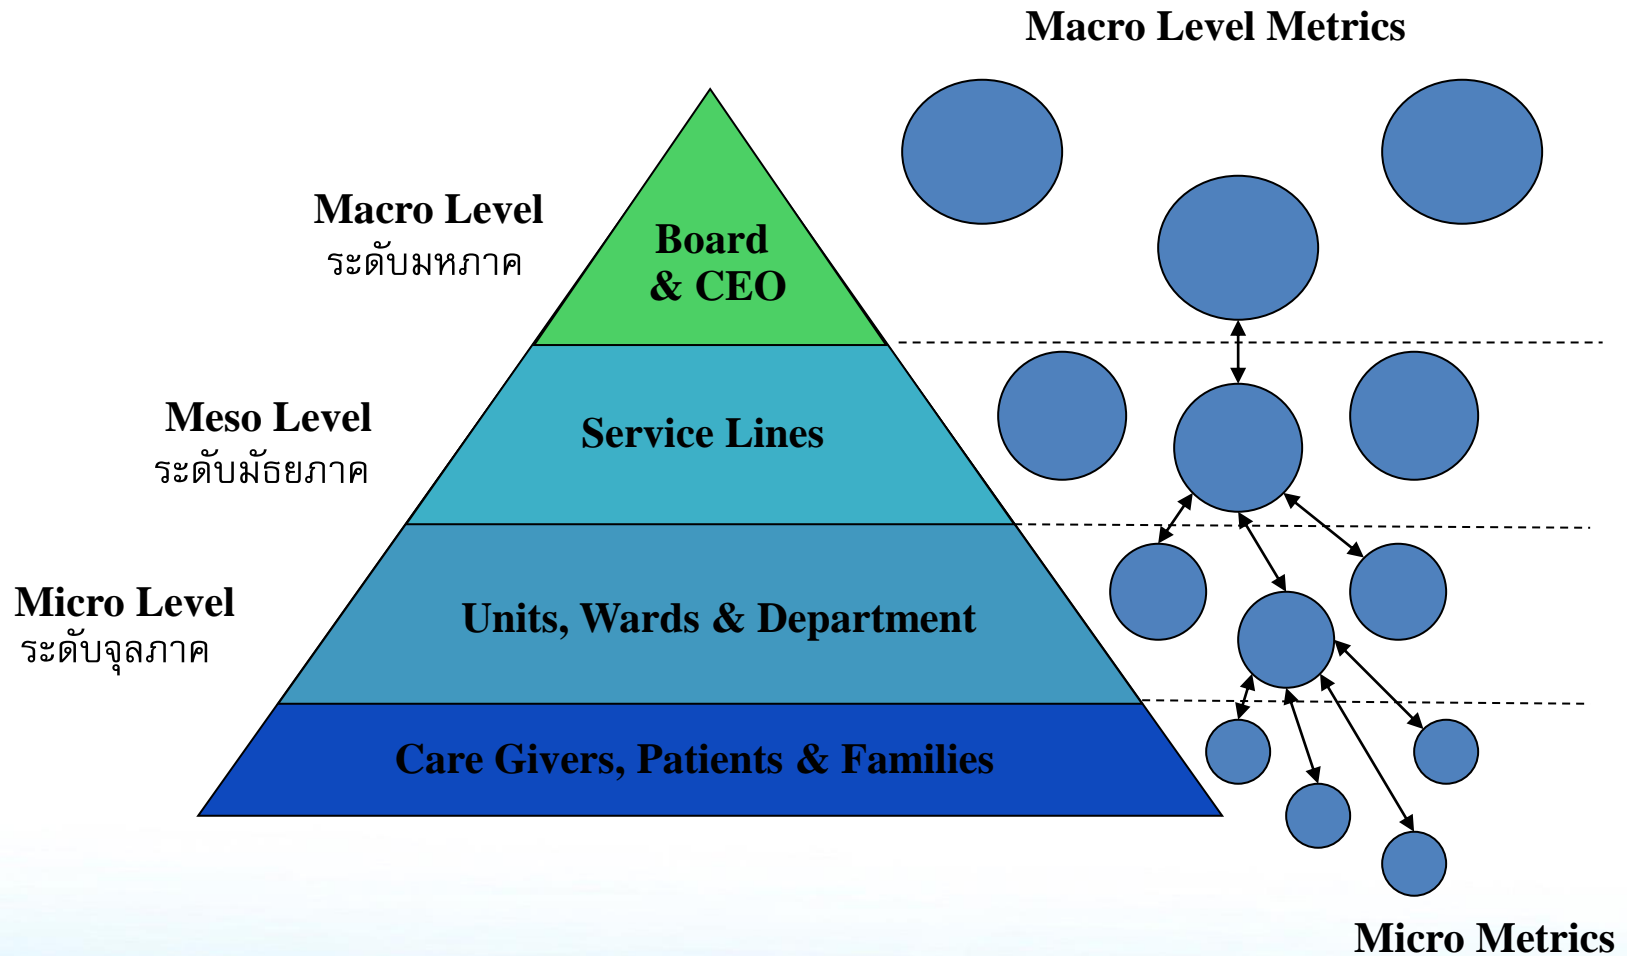 Macro Level Metrics
Macro Level
ระดับมหภาค
Board
& CEO
Meso Level
ระดับมัธยภาค
Service Lines
Micro Level
ระดับจุลภาค
Units, Wards & Department
Care Givers, Patients & Families
Micro Metrics